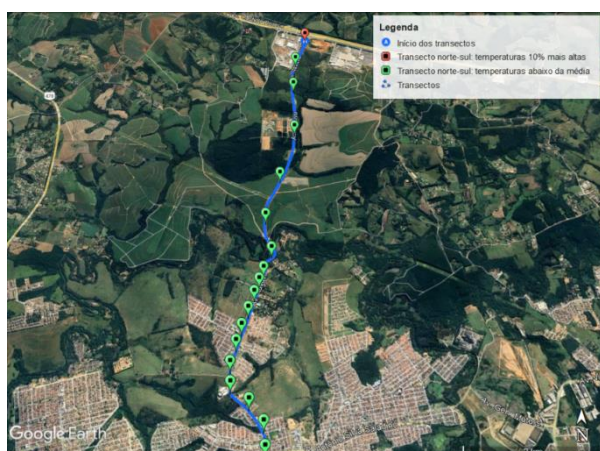 Legenda
Início dos transectos
Transecto norte-sul: temperaturas 10% mais altas
Transecto norte-sul: temperaturas abaixo da média
Transectos
Google Earth
N